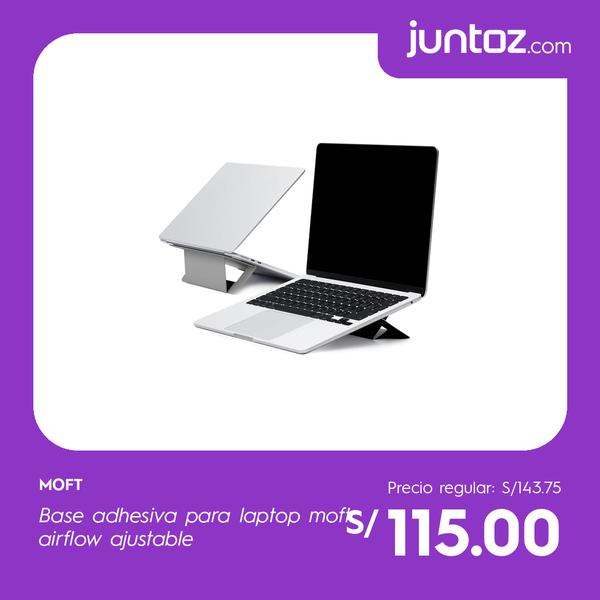 juntoz.com
MOFT
Base adhesiva para laptop moft
airflow ajustable
Precio regular: S/143.75
S/ 115.00